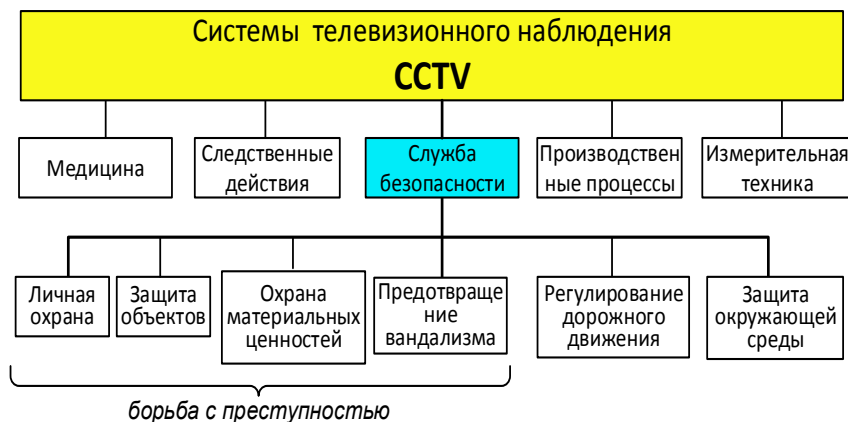 Системы телевизионного наблюдения
CCTV
Медицина
Следственные
действия
Служба
безопасности
Производствен
ные процессы
Измерительная
техника
Личная
охрана
Защита
объектов
Охрана
материальных
ценностей
Предотвраще
ние
вандализма
Регулирование
дорожного
движения
Защита
окружающей
среды
борьба с преступностью